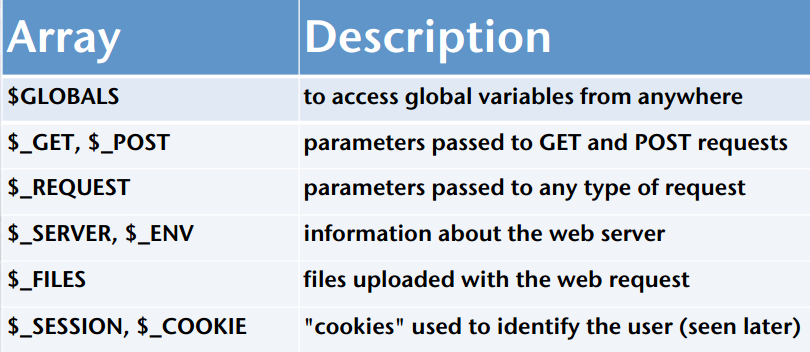 Array Description
$GLOBALS to access global variables from anywhere
$_GET, $_POST parameters passed to GET and POST requests
$_REQUEST parameters passed to any type of request
$_SERVER, $_ENV information about the web server
$_FILES files uploaded with the web request
$_SESSION, $_COOKIE "cookies" used to identify the user (seen later)